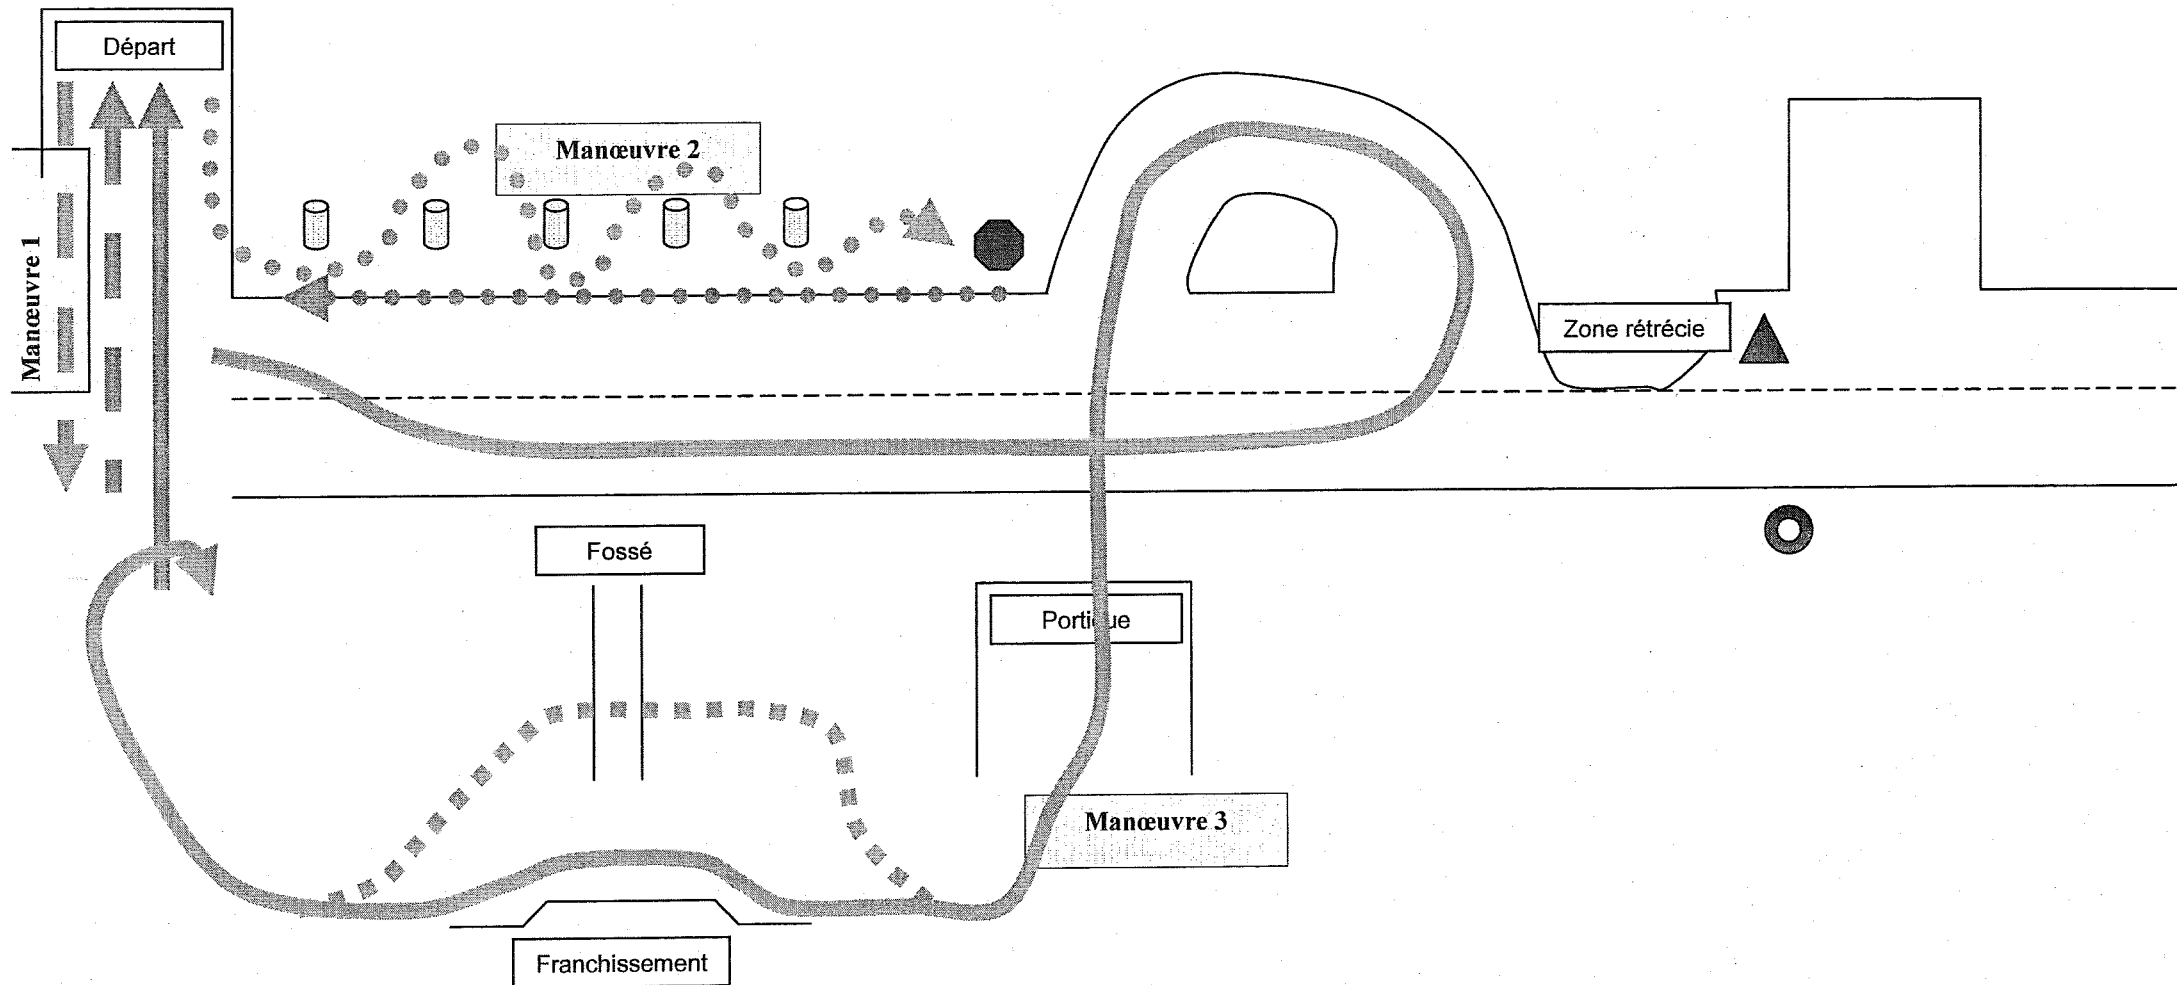 Départ
Manœuvre 2
Manœuvre 1
Zone rétrécie
Fossé
Portique
Manœuvre 3
Franchissement